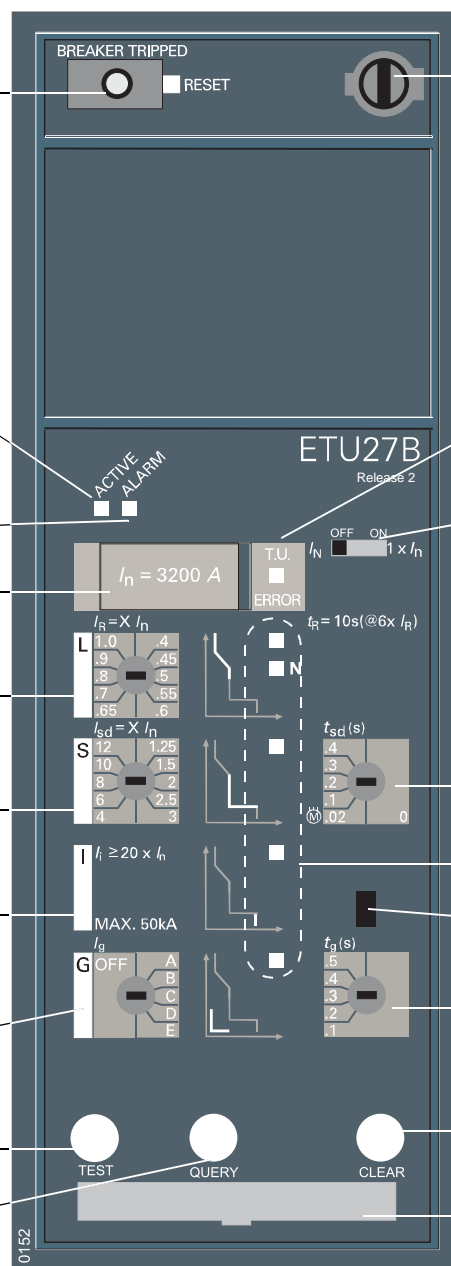 BREAKER TRIPPED
RESET
ETU27B
Release 2
ACTIVE
ALARM
OFF ON
IN 1 x In
T.U.
ERROR
In = 3200 A
IR = X In
tR = 10s(@6x IR)
L
1.0 .4
.9 .45
.8 .5
.7 .55
.65 .6
N
Isd = X In
tsd (s)
S
12 1.25
10 1.5
8 2
6 2.5
4 3
.4
.3
.2
.1
M .02 0
I
Ii ≥ 20 x In
MAX. 50kA
Ig
tg (s)
G
OFF A
B
C
D
E
.5
.4
.3
.2
.1
TEST
QUERY
CLEAR
0152